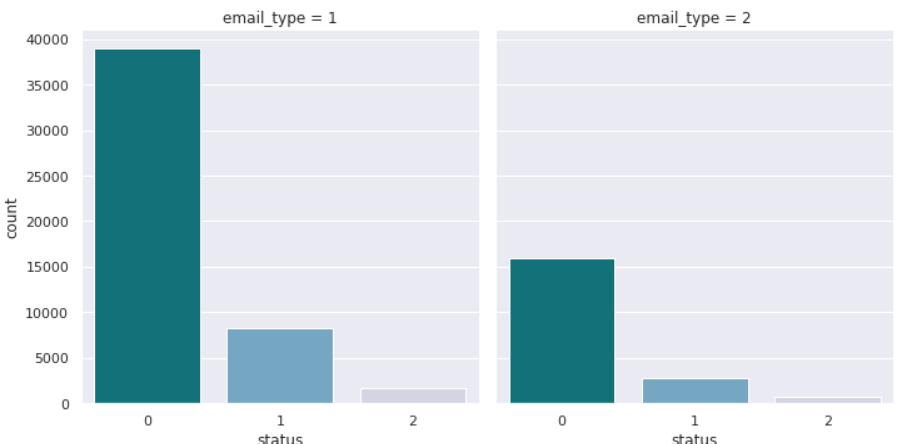 email_type = 1
email_type = 2
40000
35000
30000
25000
20000
15000
10000
5000
0
count
0 1 2
status
0 1 2
status